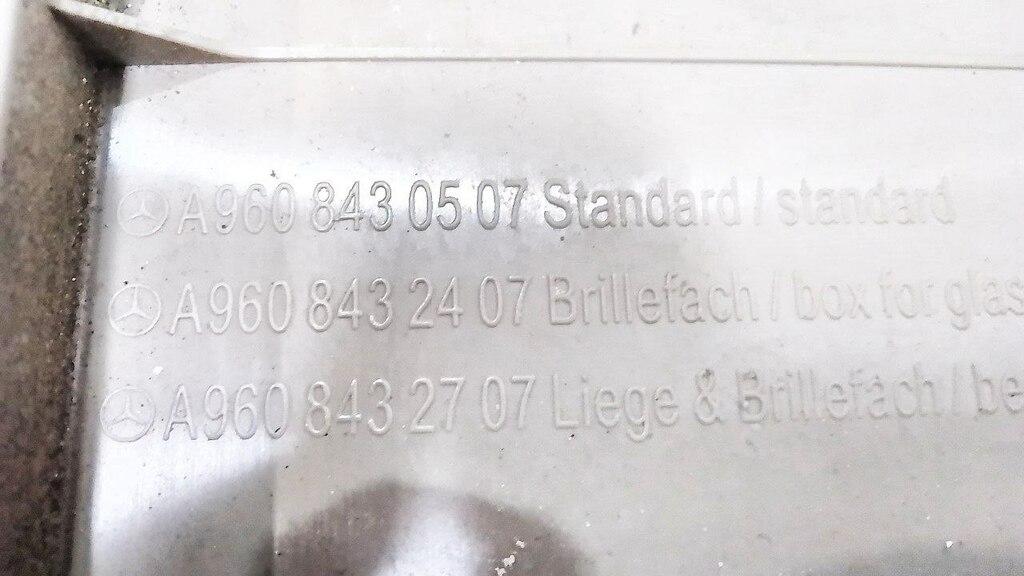 A960 843 05 07 Standard / standard
A960 843 24 07 Brillefach / box for glas
A960 843 27 07 Liege & Brillefach / be